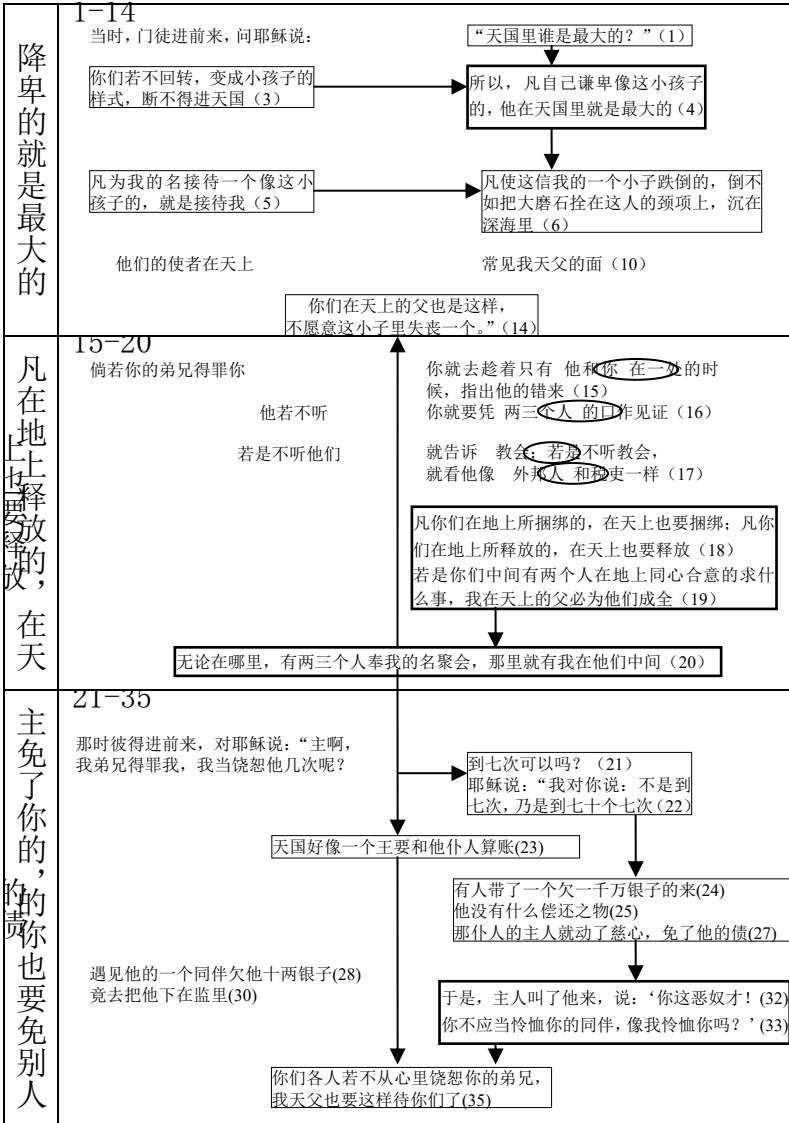 降卑的就是最大的
1-14
当时,门徒进前来,问耶稣说:
“天国里谁是最大的?”(1)
你们若不回转,变成小孩子的
样式,断不得进天国(3)
所以,凡自己谦卑像这小孩子
的,他在天国里就是最大的(4)
凡为我的名接待一个像这小
孩子的,就是接待我(5)
凡使这信我的一个小子跌倒的,倒不
如把大磨石拴在这人的颈项上,沉在
深海里(6)
他们的使者在天上
常见我天父的面(10)
你们在天上的父也是这样,
不愿意这小子里失丧一个。”(14)
凡在地上释放的,在天
上也要释放
15-20
倘若你的弟兄得罪你
你就去趁着只有 他和你 在一处的时
候,指出他的错来(15)
他若不听
你就要凭 两三个人 的口作见证(16)
若是不听他们
就告诉 教会;若是不听教会,
就看他像 外邦人 和税吏一样(17)
凡你们在地上所捆绑的,在天上也要捆绑;凡你
们在地上所释放的,在天上也要释放(18)
若是你们中间有两个人在地上同心合意的求什
么事,我在天上的父必为他们成全(19)
无论在哪里,有两三个人奉我的名聚会,那里就有我在他们中间(20)
主免了你的,的你也要免别人
的债
21-35
那时彼得进前来,对耶稣说:“主啊,
我弟兄得罪我,我当饶恕他几次呢?
到七次可以吗?(21)
耶稣说:“我对你说:不是到
七次,乃是到七十个七次(22)
天国好像一个王要和他仆人算账(23)
有人带了一个欠一千万银子的来(24)
他没有什么偿还之物(25)
那仆人的主人就动了慈心,免了他的债(27)
遇见他的一个同伴欠他十两银子(28)
竟去把他下在监里(30)
于是,主人叫了他来,说:‘你这恶奴才!(32)
你不应当怜恤你的同伴,像我怜恤你吗?’(33)
你们各人若不从心里饶恕你的弟兄,
我天父也要这样待你们了(35)